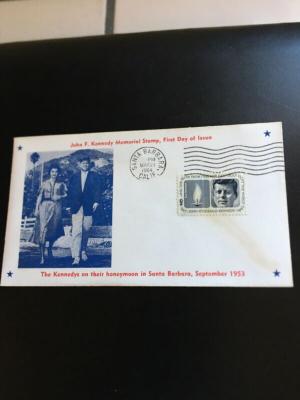 John F. Kennedy Memorial Stamp, First Day of Issue
SANTA BARBARA,
PM
1964
CALIF.
The Kennedys on their honeymoon in Santa Barbara, September 1953